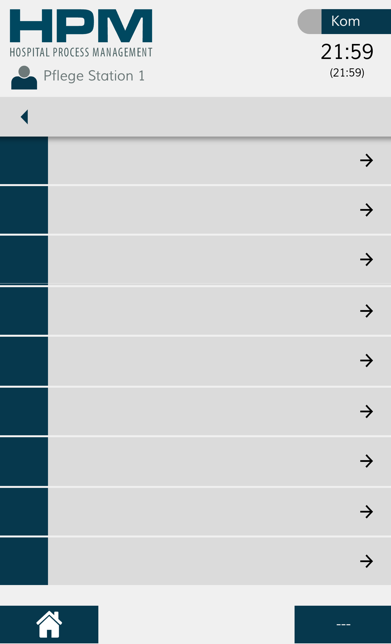 HPM
HOSPITAL PROCESS MANAGEMENT
Kom
21:59
(21:59)
Pflege Station 1
---